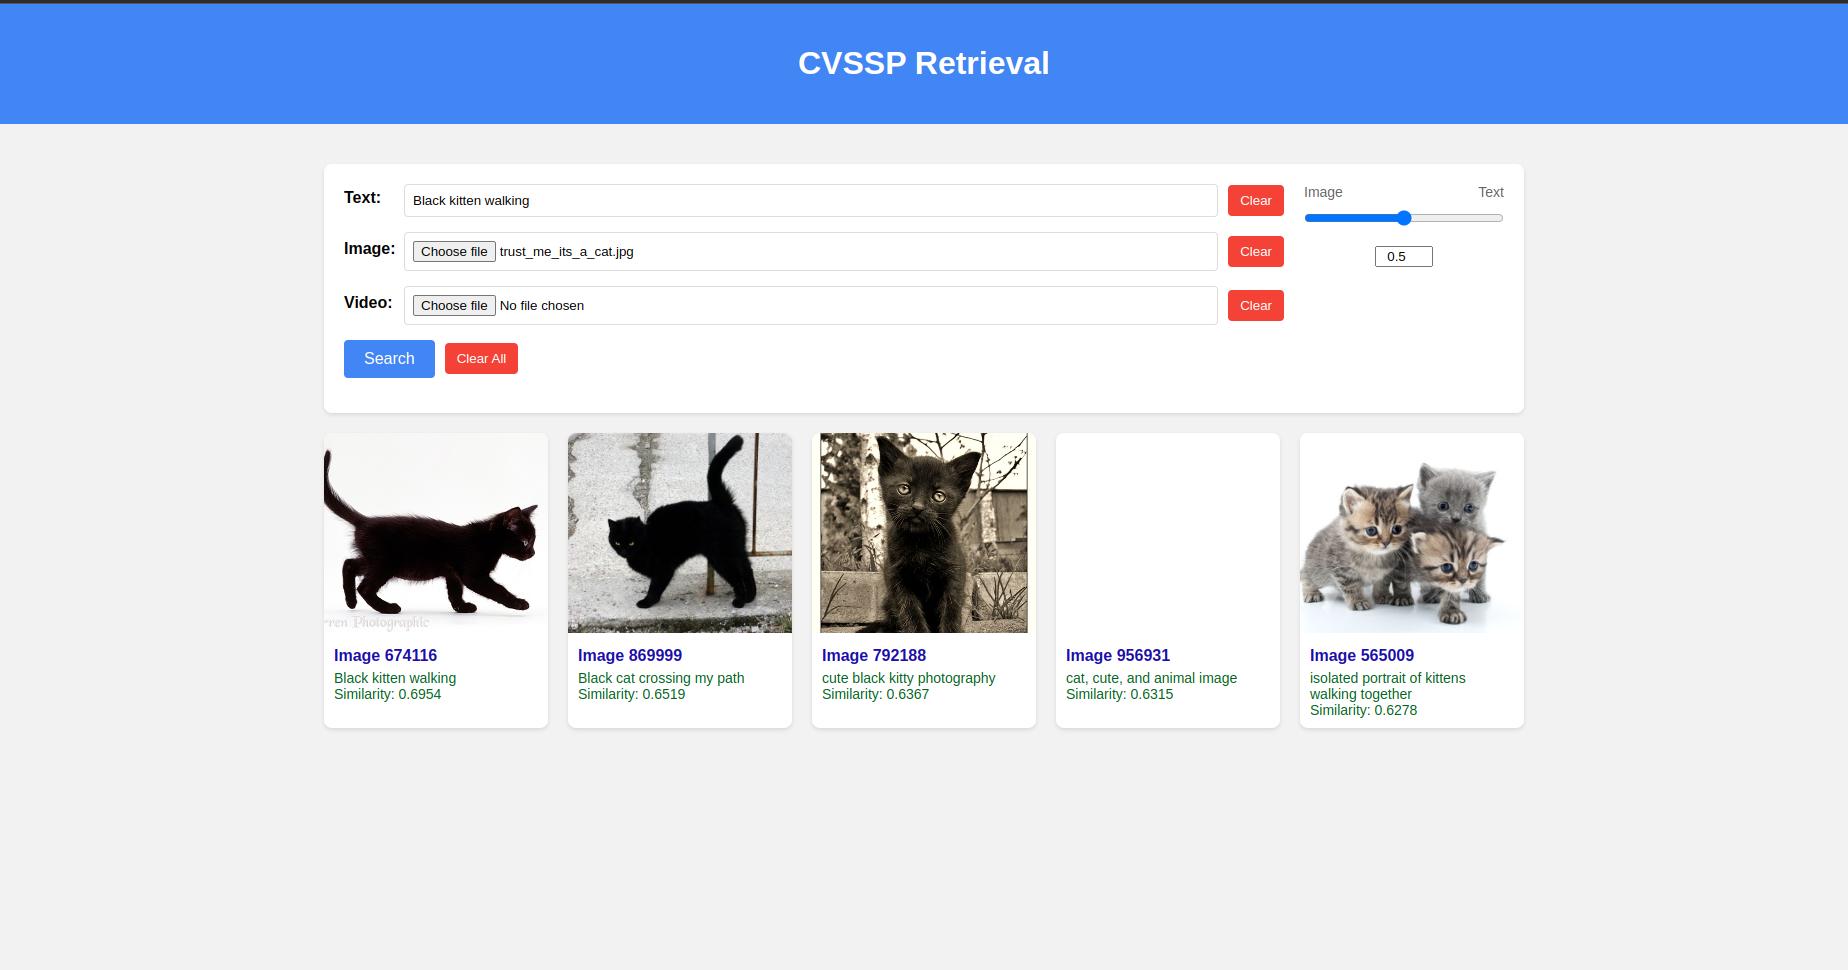 CVSSP Retrieval
Text:
Black kitten walking
Clear
Image
Text
Image:
Choose file trust_me_its_a_cat.jpg
Clear
0.5
Video:
Choose file No file chosen
Clear
Search
Clear All
rren Photographic
Image 674116
Black kitten walking
Similarity: 0.6954
Image 869999
Black cat crossing my path
Similarity: 0.6519
Image 792188
cute black kitty photography
Similarity: 0.6367
Image 956931
cat, cute, and animal image
Similarity: 0.6315
Image 565009
isolated portrait of kittens
walking together
Similarity: 0.6278